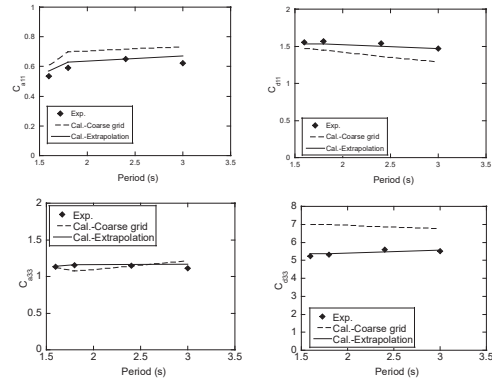 1
0.8
0.6
0.4
0.2
0
C a11
Exp.
Cal.-Coarse grid
Cal.-Extrapolation
1.5 2 2.5 3 3.5
Period (s)
2
1.5
1
0.5
0
C d11
Exp.
Cal.-Coarse grid
Cal.-Extrapolation
1.5 2 2.5 3 3.5
Period (s)
2
1.5
1
0.5
0
C a33
Exp.
Cal.-Coarse grid
Cal.-Extrapolation
1.5 2 2.5 3 3.5
Period (s)
7
6
5
4
3
2
1
0
C d33
Exp.
Cal.-Coarse grid
Cal.-Extrapolation
1.5 2 2.5 3 3.5
Period (s)